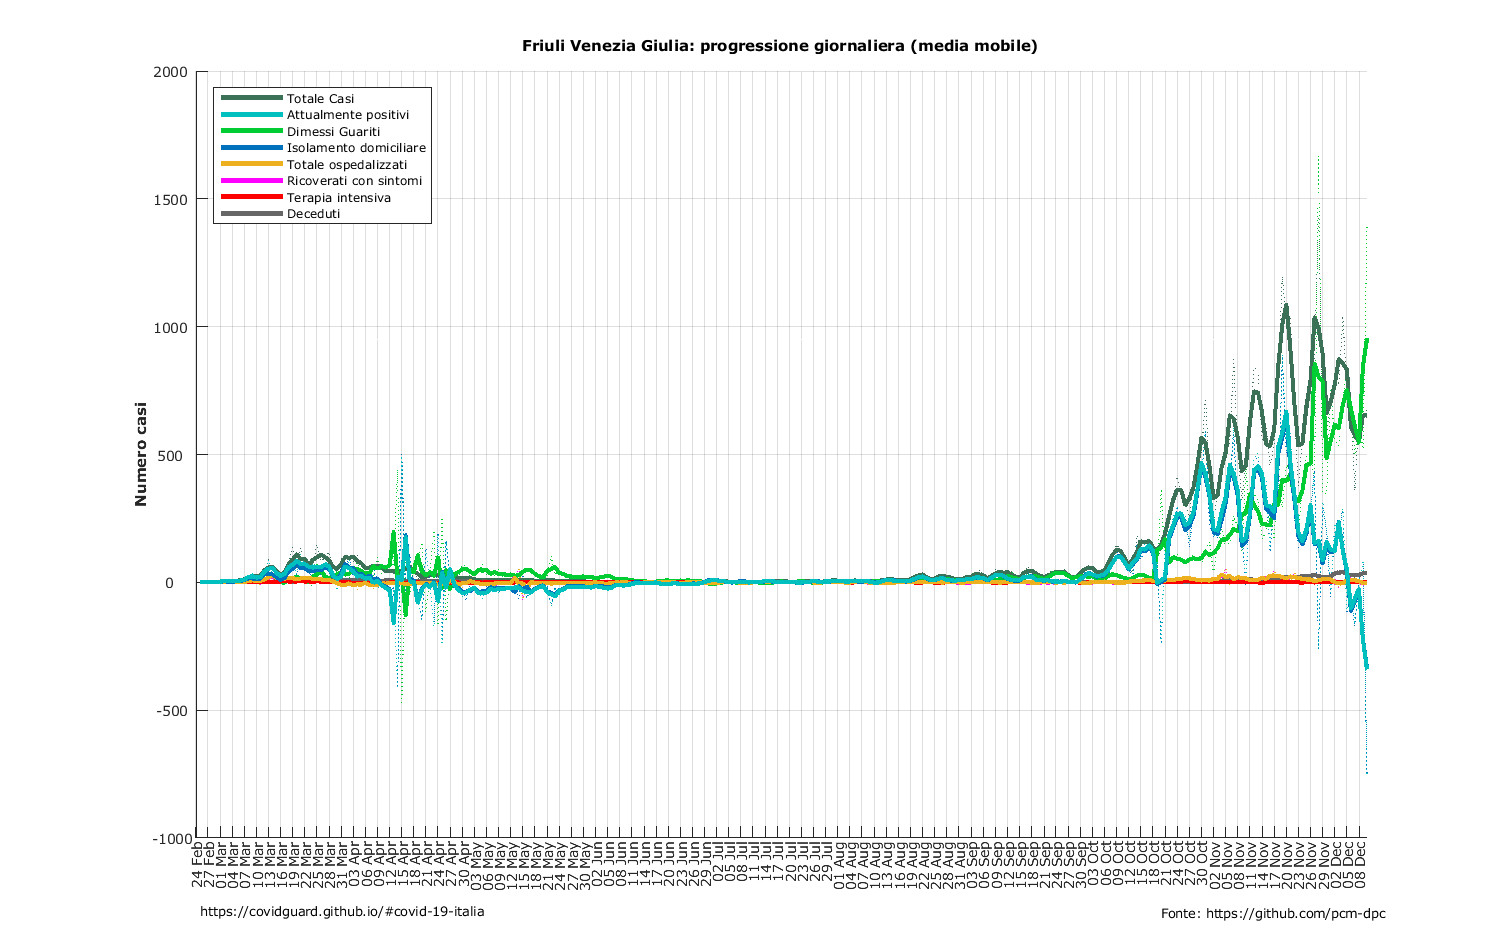 Friuli Venezia Giulia: progressione giornaliera (media mobile)
2000
1500
1000
500
0
-500
-1000
Numero casi
Totale Casi
Attualmente positivi
Dimessi Guariti
Isolamento domiciliare
Totale ospedalizzati
Ricoverati con sintomi
Terapia intensiva
Deceduti
24 Feb
27 Feb
01 Mar
04 Mar
07 Mar
10 Mar
13 Mar
16 Mar
19 Mar
22 Mar
25 Mar
28 Mar
31 Mar
03 Apr
06 Apr
09 Apr
12 Apr
15 Apr
18 Apr
21 Apr
24 Apr
27 Apr
30 Apr
03 May
06 May
09 May
12 May
15 May
18 May
21 May
24 May
27 May
30 May
02 Jun
05 Jun
08 Jun
11 Jun
14 Jun
17 Jun
20 Jun
23 Jun
26 Jun
29 Jun
02 Jul
05 Jul
08 Jul
11 Jul
14 Jul
17 Jul
20 Jul
23 Jul
26 Jul
29 Jul
01 Aug
04 Aug
07 Aug
10 Aug
13 Aug
16 Aug
19 Aug
22 Aug
25 Aug
28 Aug
31 Aug
03 Sep
06 Sep
09 Sep
12 Sep
15 Sep
18 Sep
21 Sep
24 Sep
27 Sep
30 Sep
03 Oct
06 Oct
09 Oct
12 Oct
15 Oct
18 Oct
21 Oct
24 Oct
27 Oct
30 Oct
02 Nov
05 Nov
08 Nov
11 Nov
14 Nov
17 Nov
20 Nov
23 Nov
26 Nov
29 Nov
02 Dec
05 Dec
08 Dec
https://covidguard.github.io/#covid-19-italia
Fonte: https://github.com/pcm-dpc